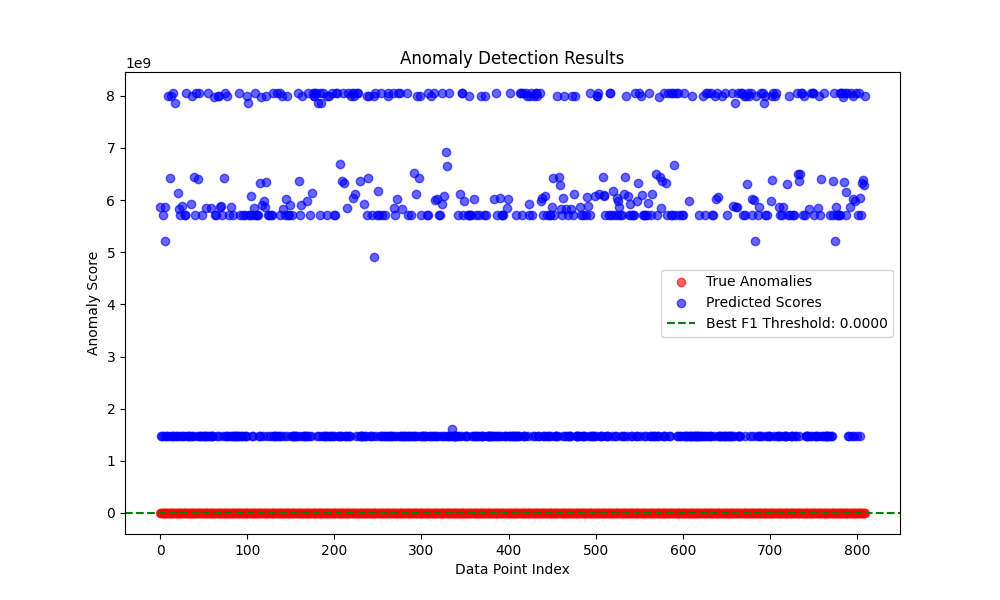 Anomaly Detection Results
1e9
8
7
6
5
4
3
2
1
0
Anomaly Score
True Anomalies
Predicted Scores
Best F1 Threshold: 0.0000
0 100 200 300 400 500 600 700 800
Data Point Index